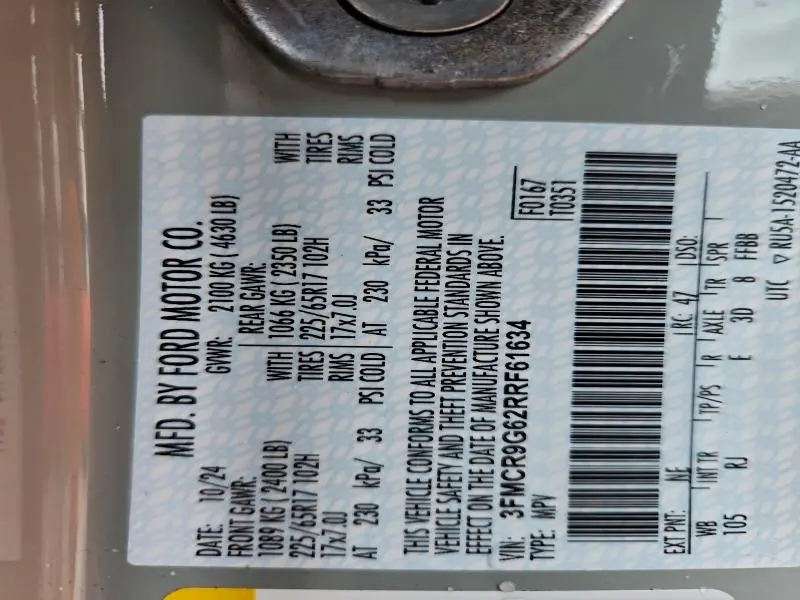 MFD. BY FORD MOTOR CO.
DATE: 10/24 GVWR: 2100 KG ( 4630 LB)
FRONT GAWR: REAR GAWR:
1089 KG ( 2400 LB) WITH 1066 KG ( 2350 LB) WITH
225/65R17 102H TIRES 225/65R17 102H TIRES
17x7.0J RIMS 17x7.0J RIMS
AT 230 kPa/ 33 PSI COLD AT 230 kPa/ 33 PSI COLD
THIS VEHICLE CONFORMS TO ALL APPLICABLE FEDERAL MOTOR
VEHICLE SAFETY AND THEFT PREVENTION STANDARDS IN
EFFECT ON THE DATE OF MANUFACTURE SHOWN ABOVE.
VIN: 3FMCR9G62RRF61634 F0167
TYPE: MPV T0351
EXT PNT: NE RC: 47 DSO:
WB INT TR TP/PS R AXLE TR SPR
105 RJ E 3D 8 FFBB
UTC ▽ RUSA-1520472-AA